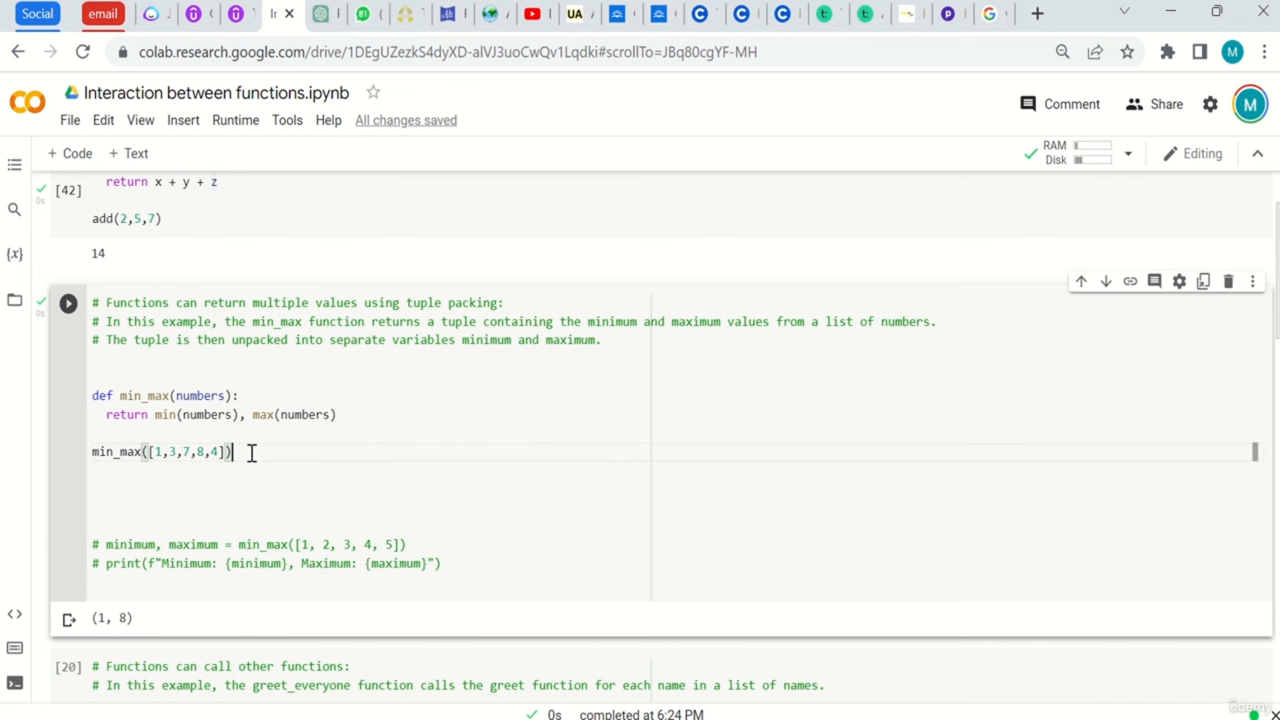 Social email
colab.research.google.com/drive/1DEgUZezkS4dyXD-alVJ3uoCwQv1Lqdki#scrollTo=JBq80cgYF-MH
M
CO Interaction between functions.ipynb
Comment Share M
File Edit View Insert Runtime Tools Help All changes saved
+ Code + Text
RAM
Disk
Editing
return x + y + z
[42]
0s
add(2,5,7)
14
{x}
0s
# Functions can return multiple values using tuple packing:
# In this example, the min_max function returns a tuple containing the minimum and maximum values from a list of numbers.
# The tuple is then unpacked into separate variables minimum and maximum.
def min_max(numbers):
return min(numbers), max(numbers)
min_max([1,3,7,8,4])
# minimum, maximum = min_max([1, 2, 3, 4, 5])
# print(f"Minimum: {minimum}, Maximum: {maximum}")
(1, 8)
[20] # Functions can call other functions:
# In this example, the greet_everyone function calls the greet function for each name in a list of names.
0s completed at 6:24 PM
ûdemy